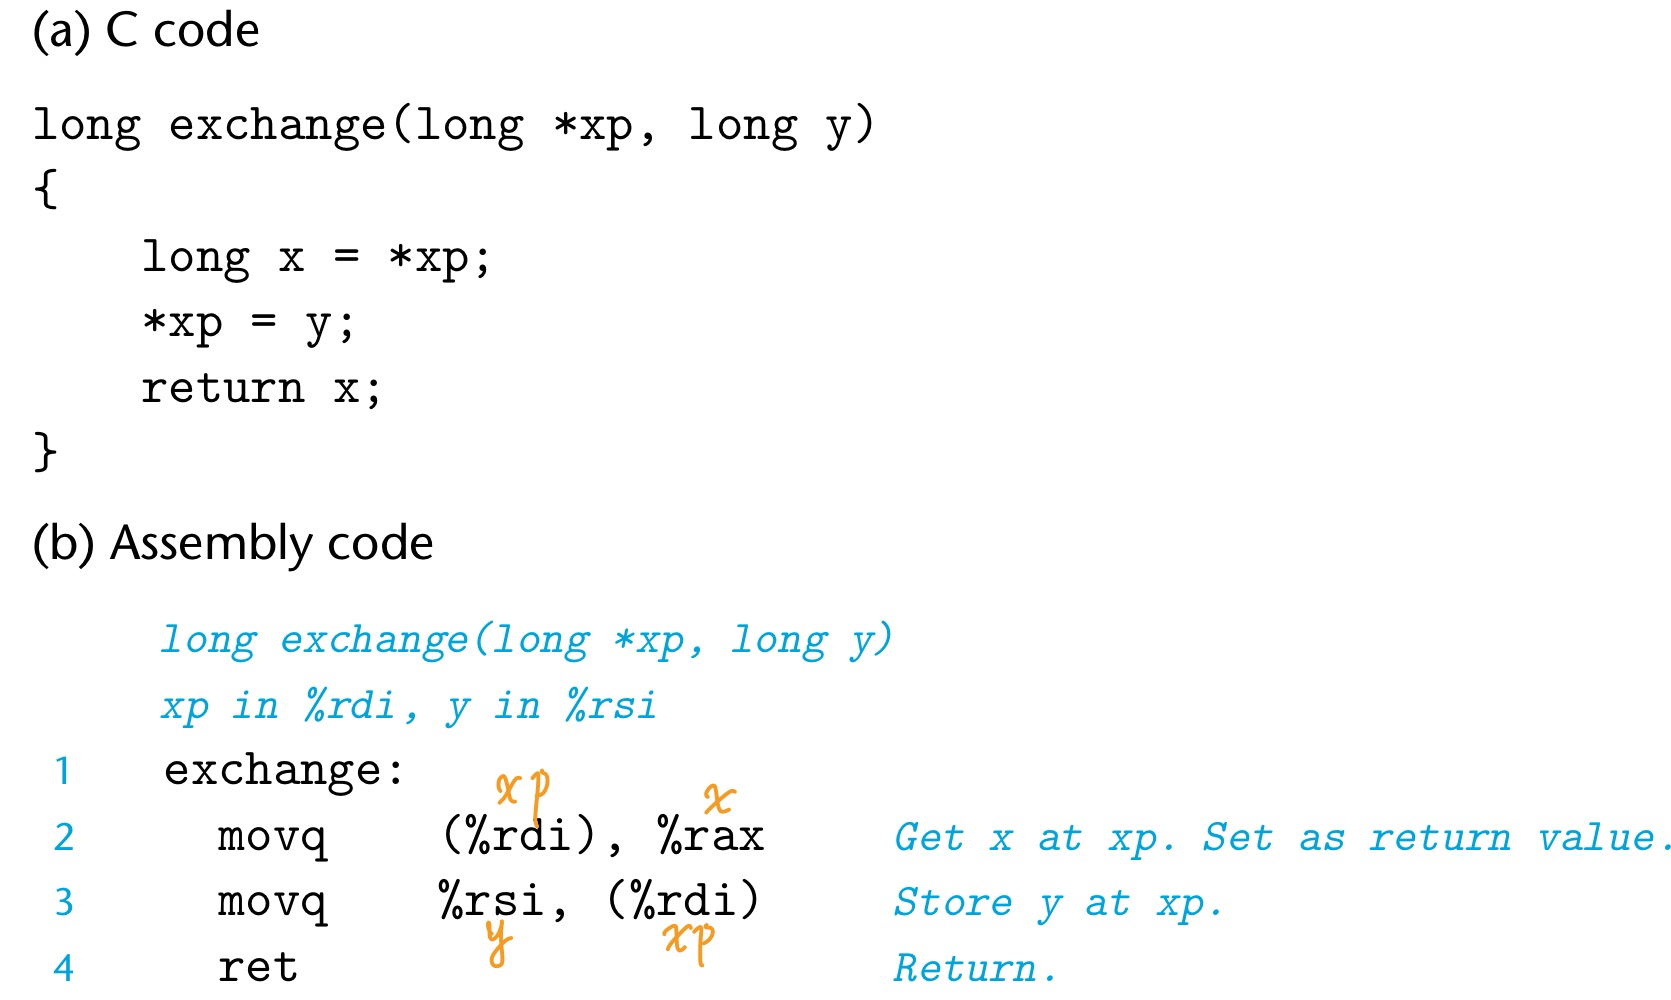 (a) C code
long exchange(long *xp, long y)
{
    long x = *xp;
    *xp = y;
    return x;
}
(b) Assembly code
long exchange(long *xp, long y)
xp in %rdi, y in %rsi
1 exchange:
xp x
2 movq (%rdi), %rax Get x at xp. Set as return value.
3 movq %rsi, (%rdi) Store y at xp.
y xp
4 ret Return.